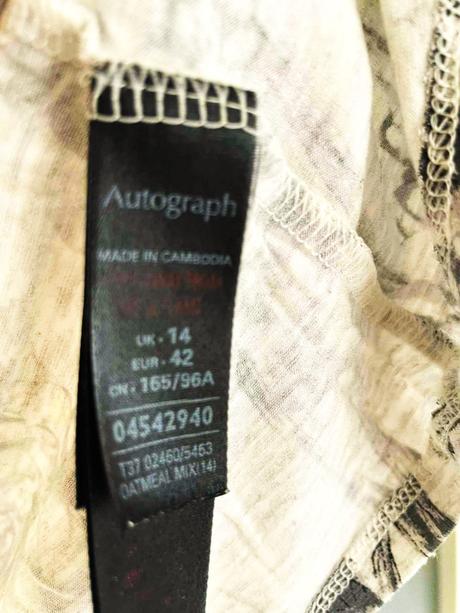 Autograph
MADE IN CAMBODIA
UK - 14
EUR - 42
CN - 165/96A
04542940
T37 02460/5463
OATMEAL MIX(14)